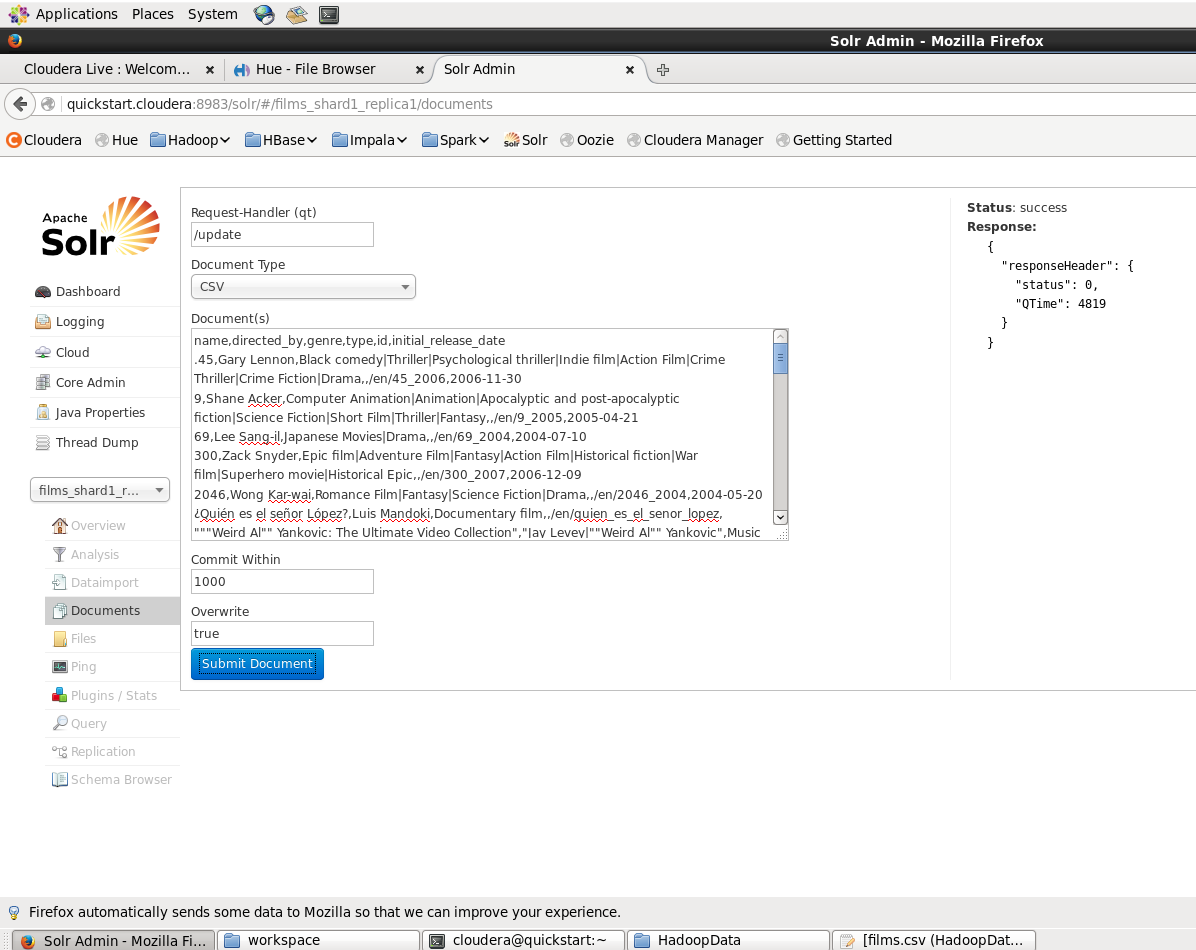 Applications Places System
Solr Admin - Mozilla Firefox
Cloudera Live : Welcom... Hue - File Browser Solr Admin
quickstart.cloudera:8983/solr/#/films_shard1_replica1/documents
Cloudera Hue Hadoop HBase Impala Spark Solr Oozie Cloudera Manager Getting Started
Apache
Solr
Dashboard
Logging
Cloud
Core Admin
Java Properties
Thread Dump
films_shard1_r...
Overview
Analysis
Dataimport
Documents
Files
Ping
Plugins / Stats
Query
Replication
Schema Browser
Request-Handler (qt)
/update
Document Type
CSV
Document(s)
name,directed_by,genre,type,id,initial_release_date
.45,Gary Lennon,Black comedy|Thriller|Psychological thriller|Indie film|Action Film|Crime
Thriller|Crime Fiction|Drama,,/en/45_2006,2006-11-30
9,Shane Acker,Computer Animation|Animation|Apocalyptic and post-apocalyptic
fiction|Science Fiction|Short Film|Thriller|Fantasy,,/en/9_2005,2005-04-21
69,Lee Sang-il,Japanese Movies|Drama,,/en/69_2004,2004-07-10
300,Zack Snyder,Epic film|Adventure Film|Fantasy|Action Film|Historical fiction|War
film|Superhero movie|Historical Epic,,/en/300_2007,2006-12-09
2046,Wong Kar-wai,Romance Film|Fantasy|Science Fiction|Drama,,/en/2046_2004,2004-05-20
¿Quién es el señor López?,Luis Mandoki,Documentary film,,/en/quien_es_el_senor_lopez,
"""Weird Al"" Yankovic: The Ultimate Video Collection","Jay Levey|""Weird Al"" Yankovic",Music
Commit Within
1000
Overwrite
true
Submit Document
Status: success
Response:
{
"responseHeader": {
"status": 0,
"QTime": 4819
}
}
Firefox automatically sends some data to Mozilla so that we can improve your experience.
Solr Admin - Mozilla Fi... workspace cloudera@quickstart:~ HadoopData [films.csv (HadoopDat...